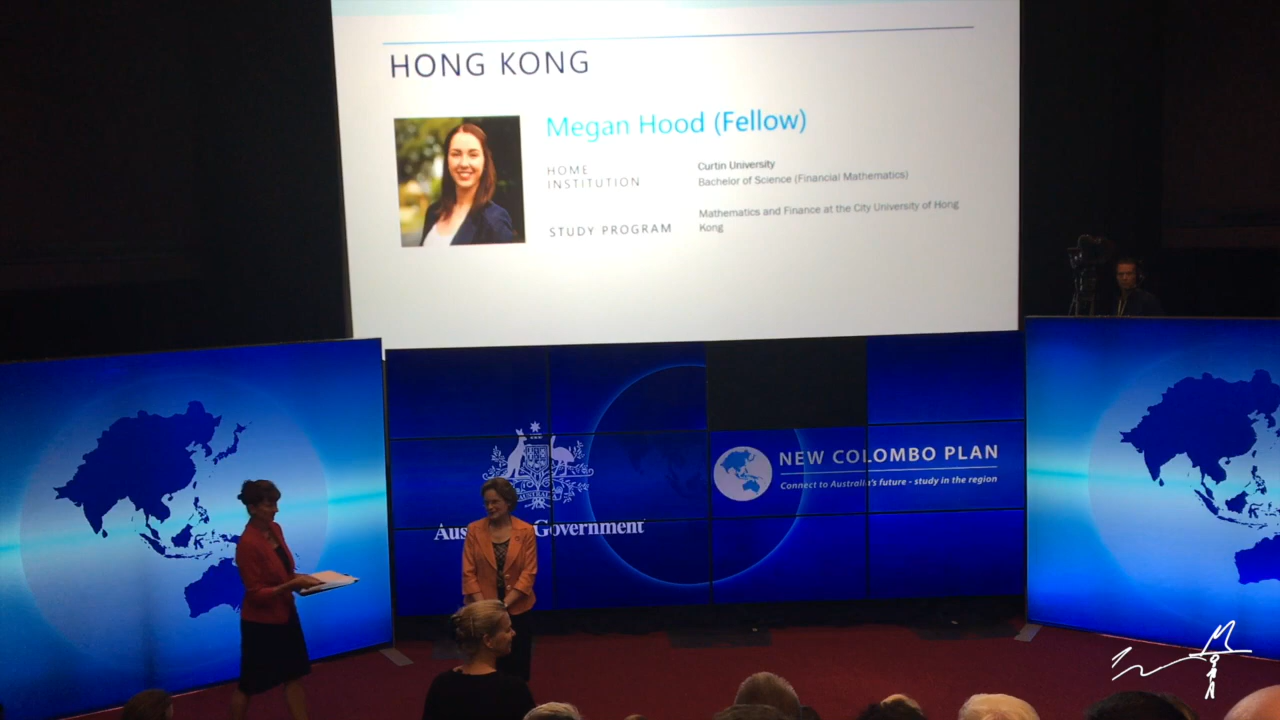 HONG KONG
Megan Hood (Fellow)
HOME
INSTITUTION
Curtin University
Bachelor of Science (Financial Mathematics)
STUDY PROGRAM
Mathematics and Finance at the City University of Hong
Kong
AUSTRALIA
Aus Government
NEW COLOMBO PLAN
Connect to Australia's future - study in the region